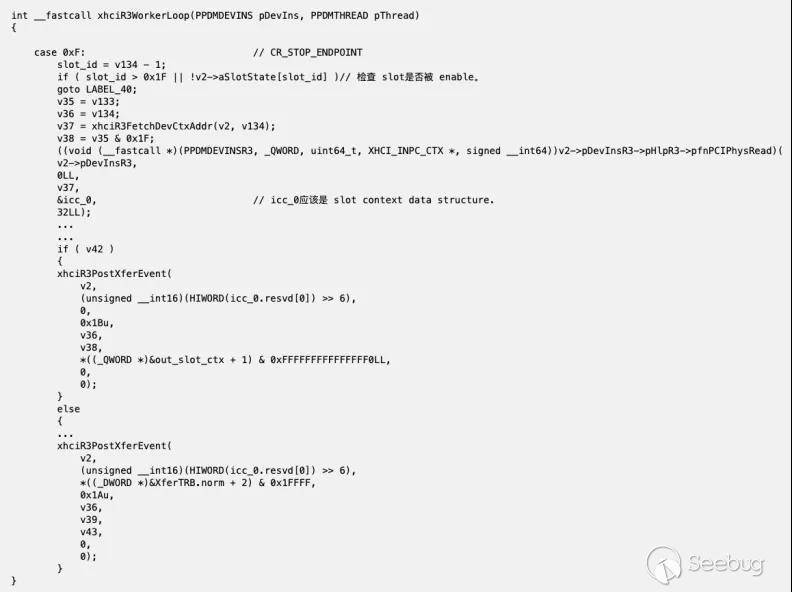 int __fastcall xhciR3WorkerLoop(PPDMDEVINS pDevIns, PPDMTHREAD pThread)
{
case 0xF: // CR_STOP_ENDPOINT
slot_id = v134 - 1;
if ( slot_id > 0x1F || !v2->aSlotState[slot_id] )// 检查 slot是否被 enable。
goto LABEL_40;
v35 = v133;
v36 = v134;
v37 = xhciR3FetchDevCtxAddr(v2, v134);
v38 = v35 & 0x1F;
((void (__fastcall *)(PPDMDEVINSR3, _QWORD, uint64_t, XHCI_INPC_CTX *, signed __int64))v2->pDevInsR3->pHlpR3->pfnPCIPhysRead)(
v2->pDevInsR3,
0LL,
v37,
&icc_0, // icc_0应该是 slot context data structure.
32LL);
...
...
if ( v42 )
{
xhciR3PostXferEvent(
v2,
(unsigned __int16)(HIWORD(icc_0.resvd[0]) >> 6),
0,
0x1Bu,
v36,
v38,
*((_QWORD *)&out_slot_ctx + 1) & 0xFFFFFFFFFFFFFFF0LL,
0,
0);
}
else
{
...
xhciR3PostXferEvent(
v2,
(unsigned __int16)(HIWORD(icc_0.resvd[0]) >> 6),
*((_DWORD *)&XferTRB.norm + 2) & 0x1FFFF,
0x1Au,
v36,
v39,
v43,
0,
0);
}
}
Seebug